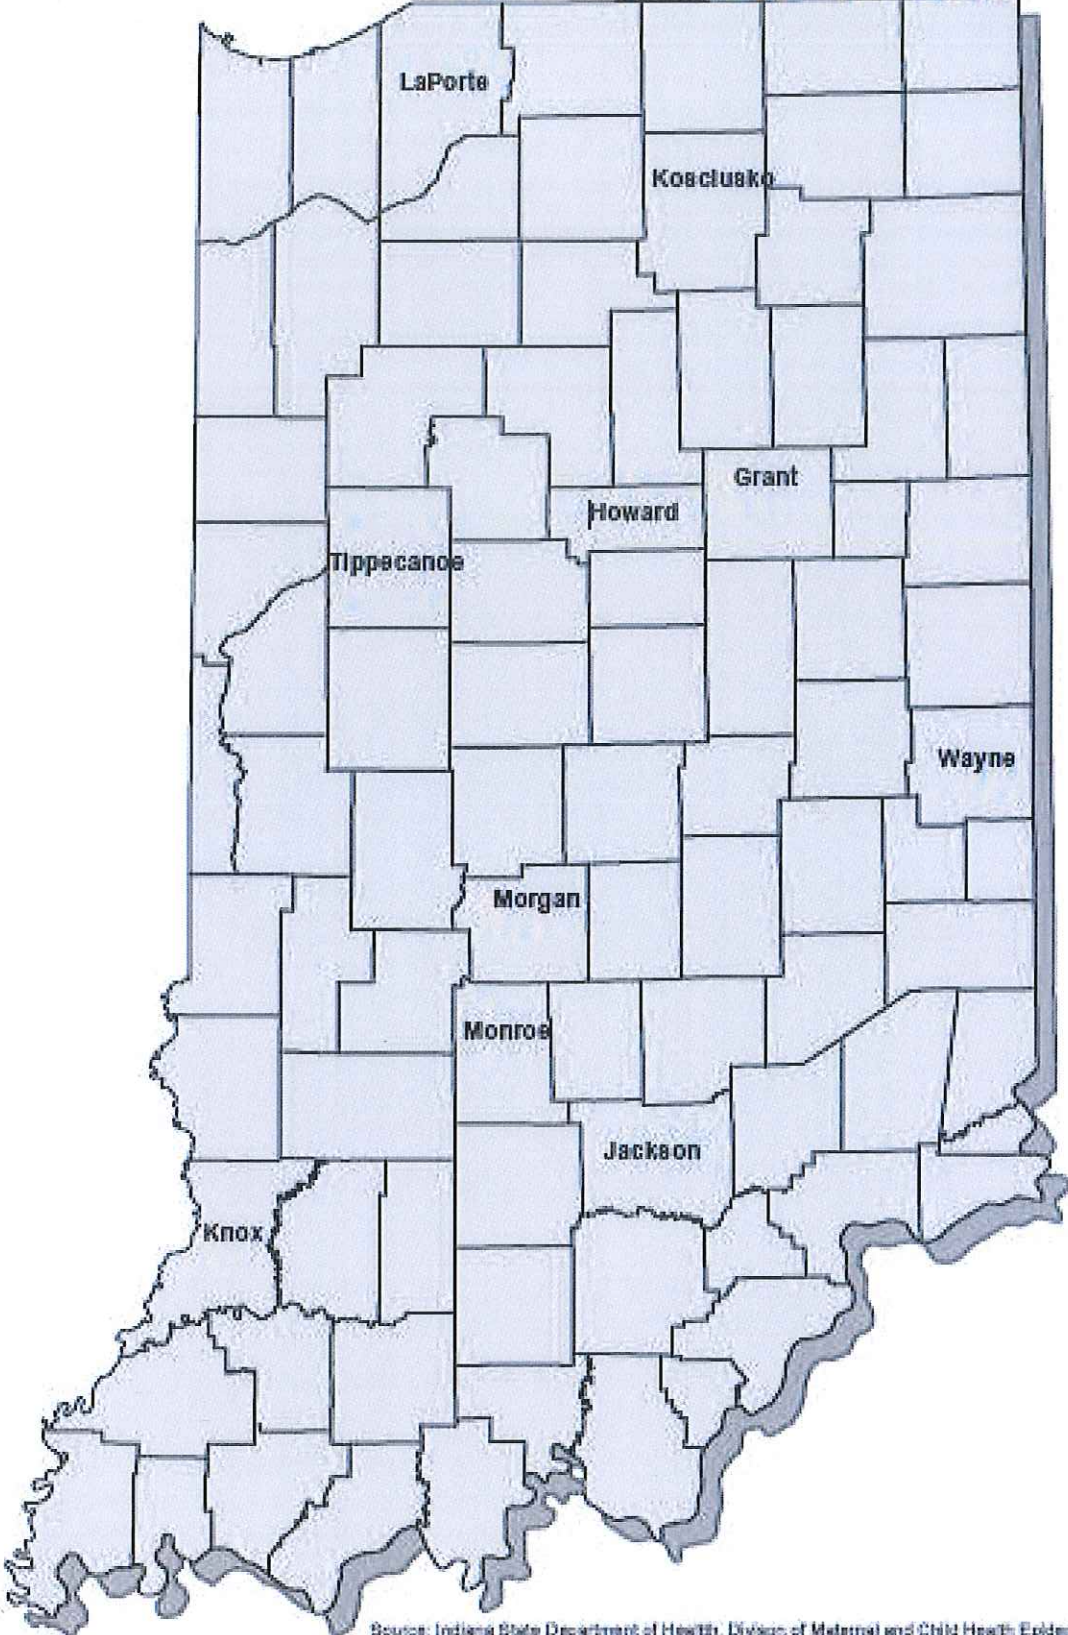 LaPorte
Kosciusko
Grant
Howard
Tippecanoe
Wayne
Morgan
Monroe
Jackson
Knox
Source: Indiana State Department of Health, Division of Maternal and Child Health Epide